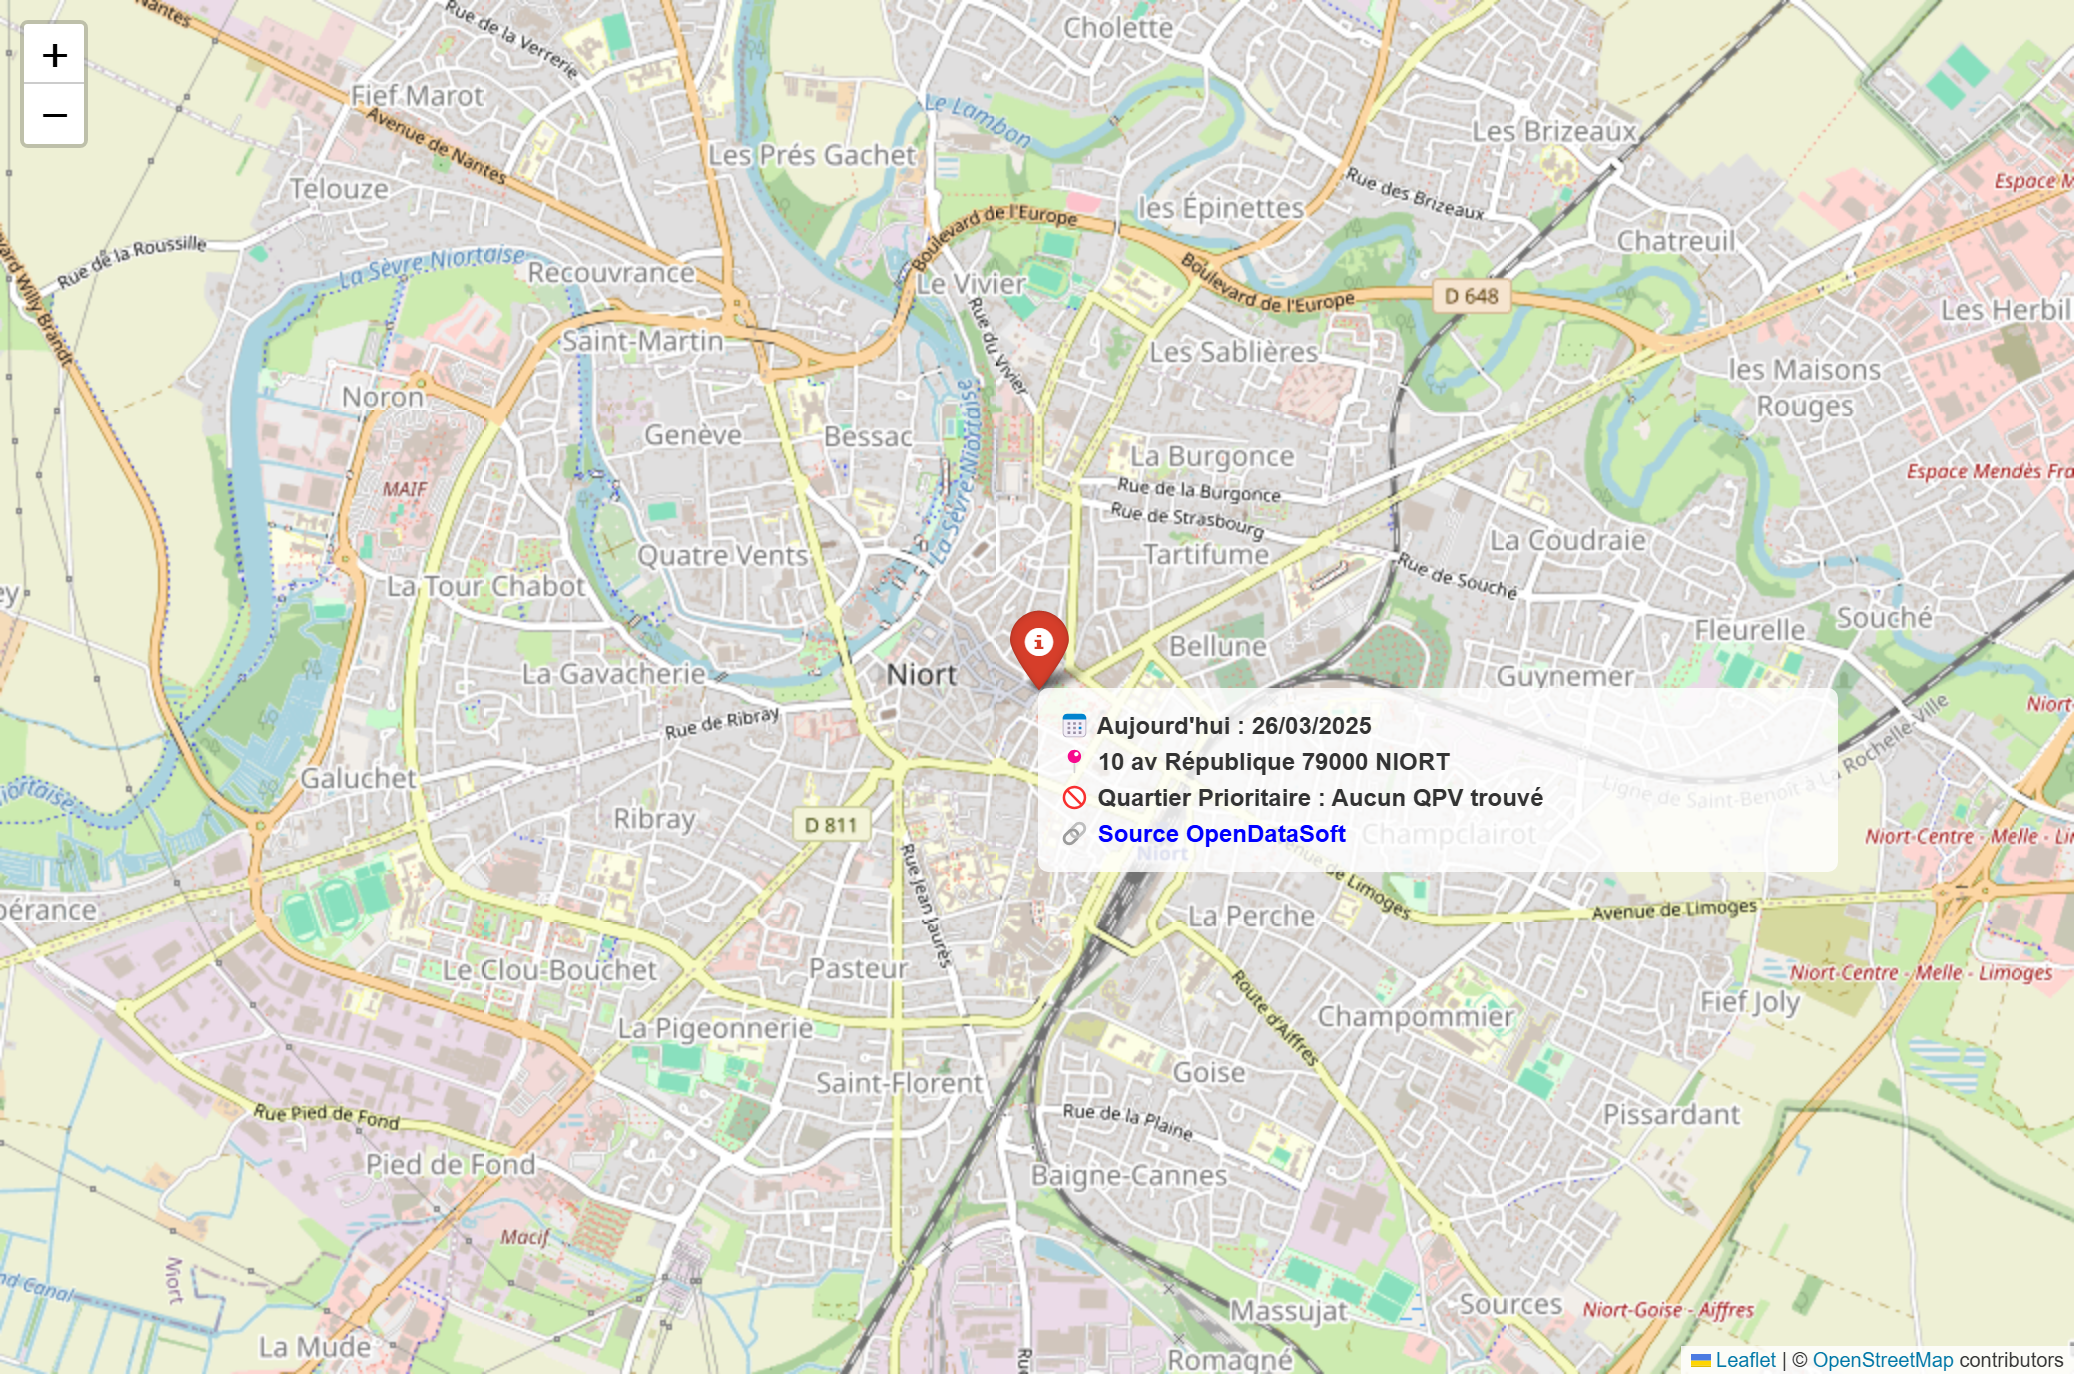 +
−
Nantes
Rue de la Verrerie
Cholette
Fief Marot
Avenue de Nantes
Le Lambon
Les Brizeaux
Les Prés Gachet
Telouze
Rue des Brizeaux
Espace M
les Épinettes
Boulevard de l'Europe
Rue de la Roussille
La Sèvre Niortaise
Recouvrance
Chatreuil
ard Willy Brandt
Le Vivier
Boulevard de l'Europe
D 648
Les Herbil
Rue du Vivier
Saint-Martin
Les Sablières
les Maisons
Rouges
Noron
Genève
Bessac
La Sèvre Niortaise
La Burgonce
Espace Mendès Fra
MAIF
Rue de la Burgonce
Rue de Strasbourg
Quatre Vents
Tartifume
La Coudraie
Rue de Souché
La Tour Chabot
ey
Souché
Fleurelle
Bellune
La Gavacherie
Niort
Guynemer
Niort-
Rue de Ribray
Aujourd'hui : 26/03/2025
10 av République 79000 NIORT
Quartier Prioritaire : Aucun QPV trouvé
Source OpenDataSoft
Ligne de Saint-Benoît à La Rochelle-Ville
Galuchet
iortaise
Ribray
D 811
Champclairot
Niort-Centre - Melle - Lim
Niort
Rue Jean Jaurès
Avenue de Limoges
Avenue de Limoges
pérance
La Perche
Le Clou-Bouchet
Pasteur
Niort-Centre - Melle - Limoges
Route d'Aiffres
Fief Joly
Champommier
La Pigeonnerie
Goise
Saint-Florent
Rue Pied de Fond
Rue de la Plaine
Pissardant
Pied de Fond
Baigne-Cannes
Macif
Niort
nd Canal
Massujat
Sources
Niort-Goise - Aiffres
La Mude
Rue
Romagné
Leaflet | © OpenStreetMap contributors